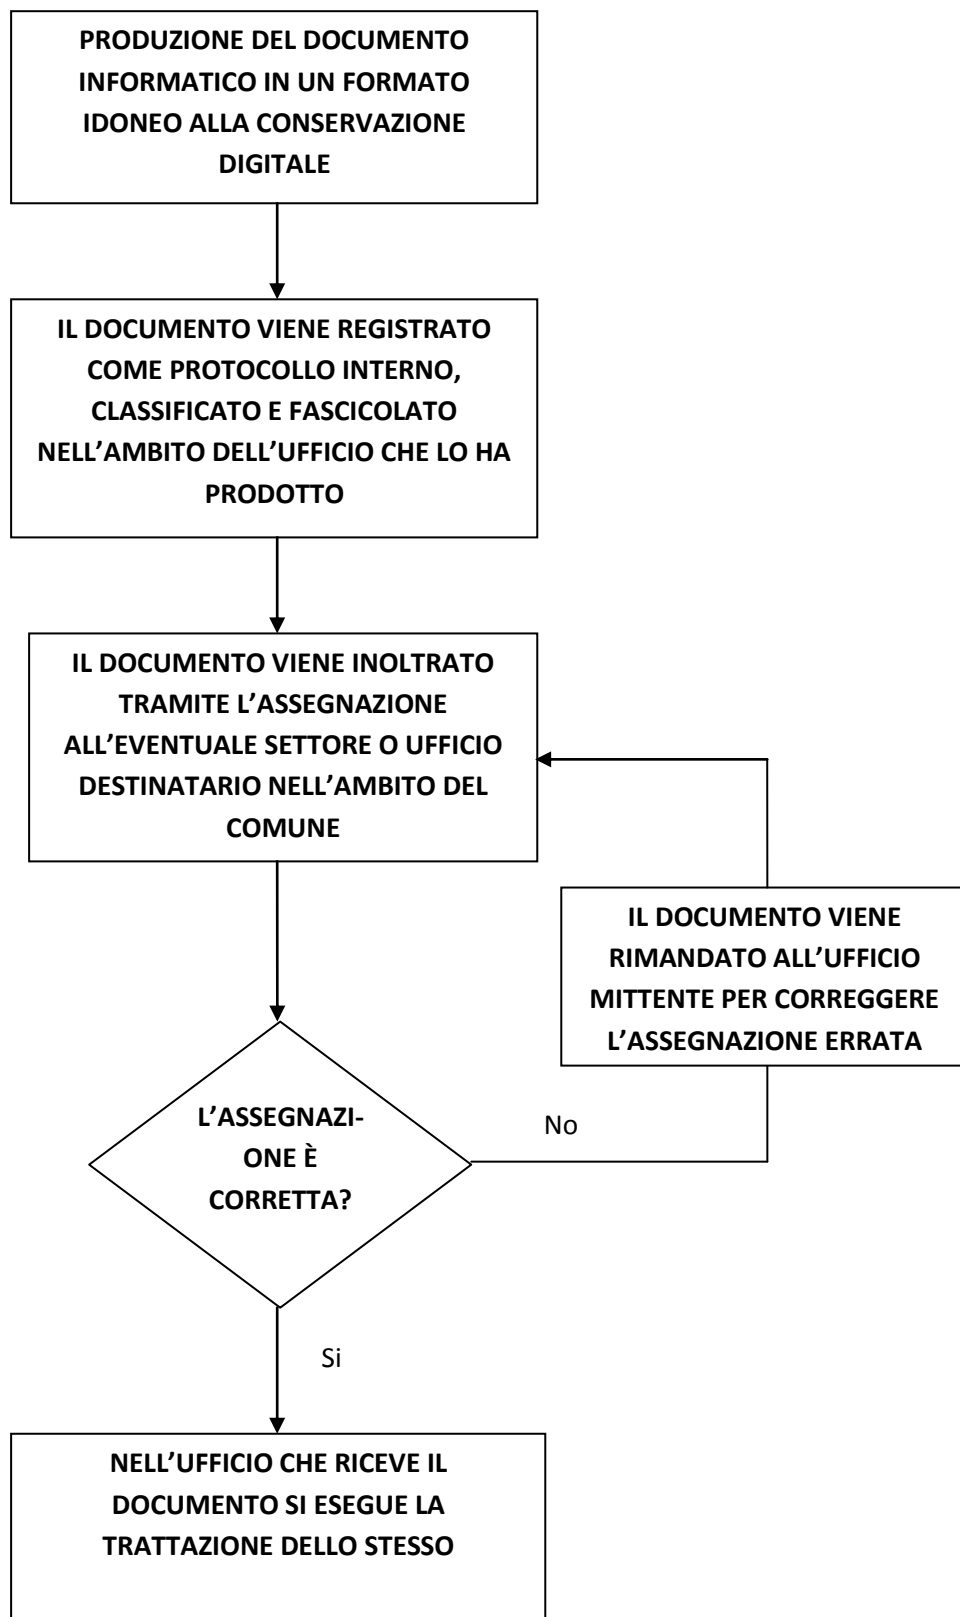 PRODUZIONE DEL DOCUMENTO
INFORMATICO IN UN FORMATO
IDONEO ALLA CONSERVAZIONE
DIGITALE
IL DOCUMENTO VIENE REGISTRATO
COME PROTOCOLLO INTERNO,
CLASSIFICATO E FASCICOLATO
NELL’AMBITO DELL’UFFICIO CHE LO HA
PRODOTTO
IL DOCUMENTO VIENE INOLTRATO
TRAMITE L’ASSEGNAZIONE
ALL’EVENTUALE SETTORE O UFFICIO
DESTINATARIO NELL’AMBITO DEL
COMUNE
IL DOCUMENTO VIENE
RIMANDATO ALL’UFFICIO
MITTENTE PER CORREGGERE
L’ASSEGNAZIONE ERRATA
L’ASSEGNAZI-
ONE È
CORRETTA?
No
Si
NELL’UFFICIO CHE RICEVE IL
DOCUMENTO SI ESEGUE LA
TRATTAZIONE DELLO STESSO